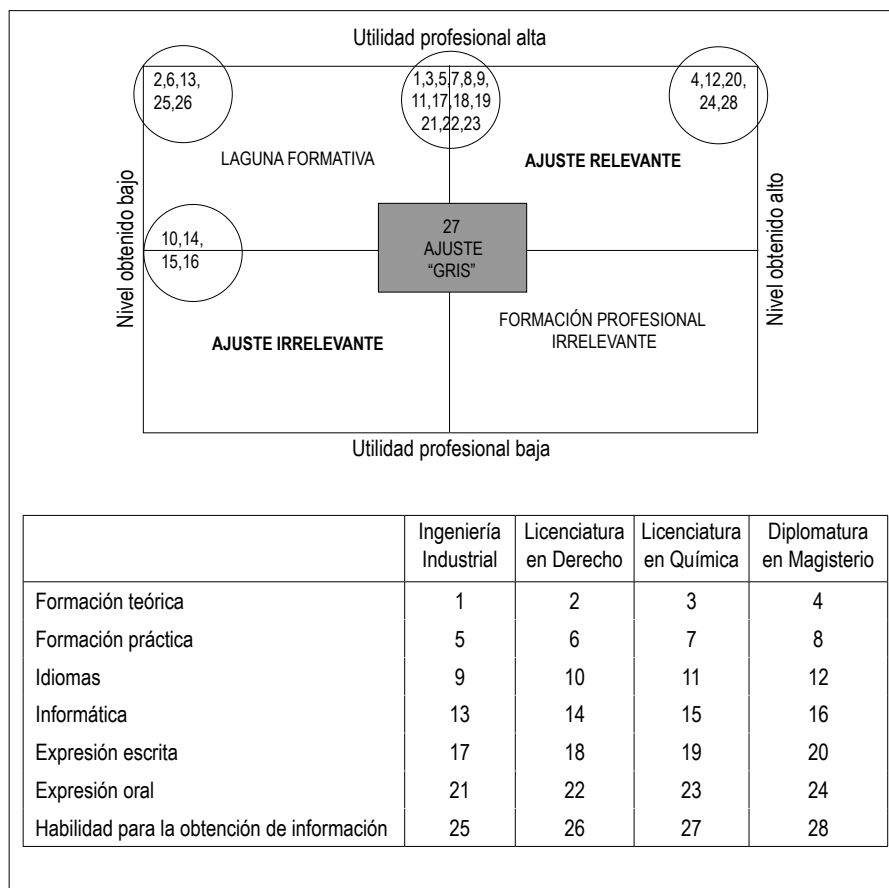 Utilidad profesional alta
2,6,13,
25,26
1,3,5,7,8,9,
11,17,18,19
21,22,23
4,12,20,
24,28
LAGUNA FORMATIVA
AJUSTE RELEVANTE
Nivel obtenido bajo
Nivel obtenido alto
10,14,
15,16
27
AJUSTE
“GRIS”
AJUSTE IRRELEVANTE
FORMACIÓN PROFESIONAL
IRRELEVANTE
Utilidad profesional baja
Ingeniería Industrial Licenciatura en Derecho Licenciatura en Química Diplomatura en Magisterio
Formación teórica 1 2 3 4
Formación práctica 5 6 7 8
Idiomas 9 10 11 12
Informática 13 14 15 16
Expresión escrita 17 18 19 20
Expresión oral 21 22 23 24
Habilidad para la obtención de información 25 26 27 28